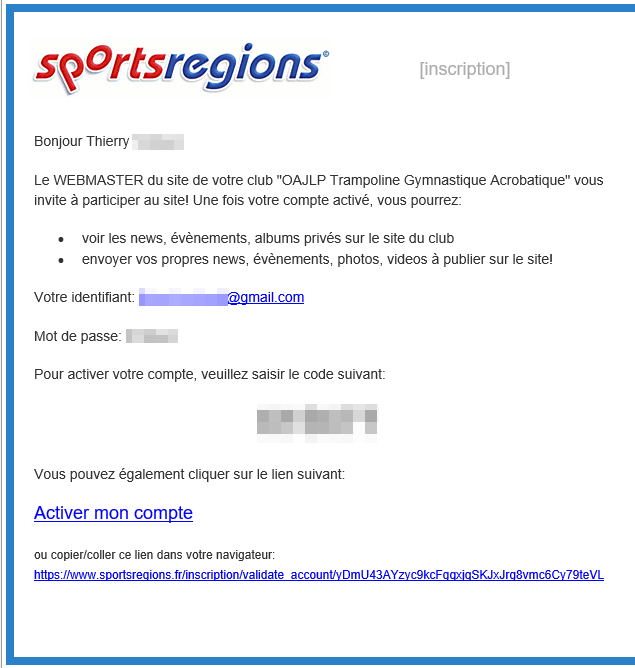 sportsregions©
[inscription]
Bonjour Thierry
Le WEBMASTER du site de votre club "OAJLP Trampoline Gymnastique Acrobatique" vous
invite à participer au site! Une fois votre compte activé, vous pourrez:
• voir les news, évènements, albums privés sur le site du club
• envoyer vos propres news, évènements, photos, videos à publier sur le site!
Votre identifiant: @gmail.com
Mot de passe:
Pour activer votre compte, veuillez saisir le code suivant:
Vous pouvez également cliquer sur le lien suivant:
Activer mon compte
ou copier/coller ce lien dans votre navigateur:
https://www.sportsregions.fr/inscription/validate_account/yDmU43AYzyc9kcFgqxjqSKJxJrq8vmc6Cy79teVL